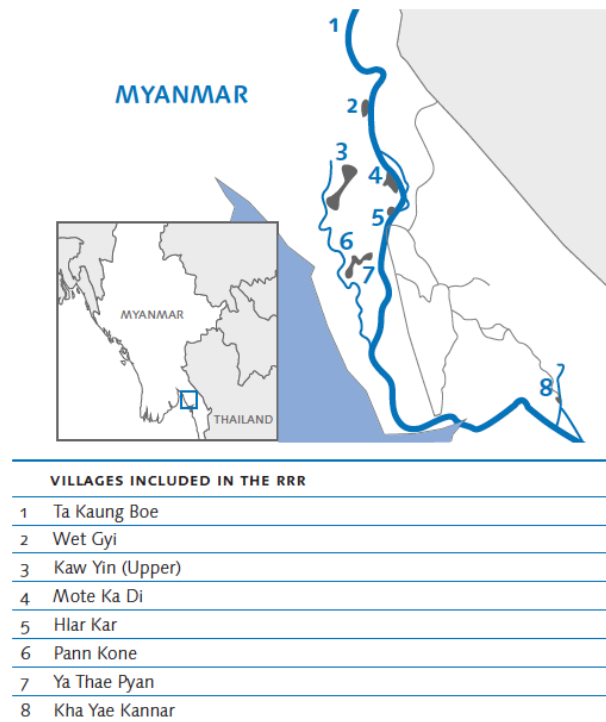 1
MYANMAR
2
3
4
5
6
7
MYANMAR
THAILAND
8
VILLAGES INCLUDED IN THE RRR
1 Ta Kaung Boe
2 Wet Gyi
3 Kaw Yin (Upper)
4 Mote Ka Di
5 Hlar Kar
6 Pann Kone
7 Ya Thae Pyan
8 Kha Yae Kannar